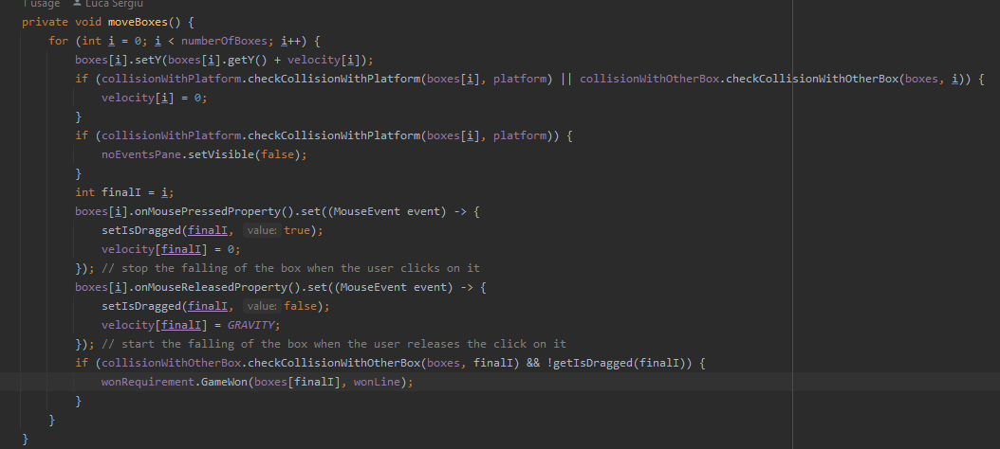 1 usage Luca Sergiu
private void moveBoxes() {
for (int i = 0; i < numberOfBoxes; i++) {
boxes[i].setY(boxes[i].getY() + velocity[i]);
if (collisionWithPlatform.checkCollisionWithPlatform(boxes[i], platform) || collisionWithOtherBox.checkCollisionWithOtherBox(boxes, i)) {
velocity[i] = 0;
}
if (collisionWithPlatform.checkCollisionWithPlatform(boxes[i], platform)) {
noEventsPane.setVisible(false);
}
int finalI = i;
boxes[i].onMousePressedProperty().set((MouseEvent event) -> {
setIsDragged(finalI, value: true);
velocity[finalI] = 0;
}); // stop the falling of the box when the user clicks on it
boxes[i].onMouseReleasedProperty().set((MouseEvent event) -> {
setIsDragged(finalI, value: false);
velocity[finalI] = GRAVITY;
}); // start the falling of the box when the user releases the click on it
if (collisionWithOtherBox.checkCollisionWithOtherBox(boxes, finalI) && !getIsDragged(finalI)) {
wonRequirement.GameWon(boxes[finalI], wonLine);
}
}
}